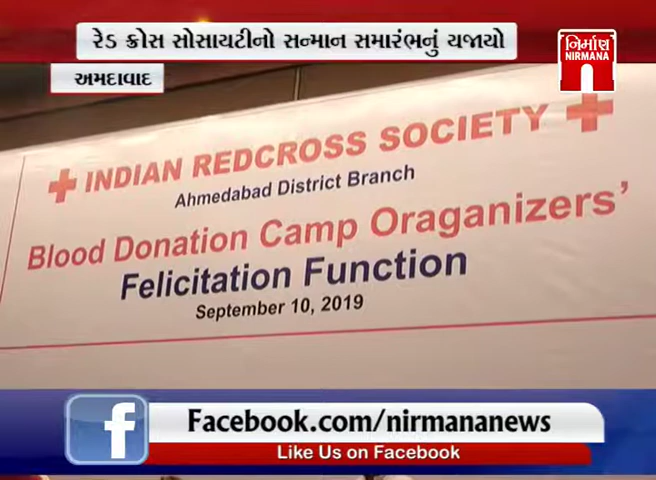 રેડ ક્રોસ સોસાયટીનો સન્માન સમારંભનું યજાયો
નિર્માણ
NIRMANA
અમદાવાદ
INDIAN REDCROSS SOCIETY
Ahmedabad District Branch
Blood Donation Camp Oraganizers'
Felicitation Function
September 10, 2019
f
Facebook.com/nirmananews
Like Us on Facebook